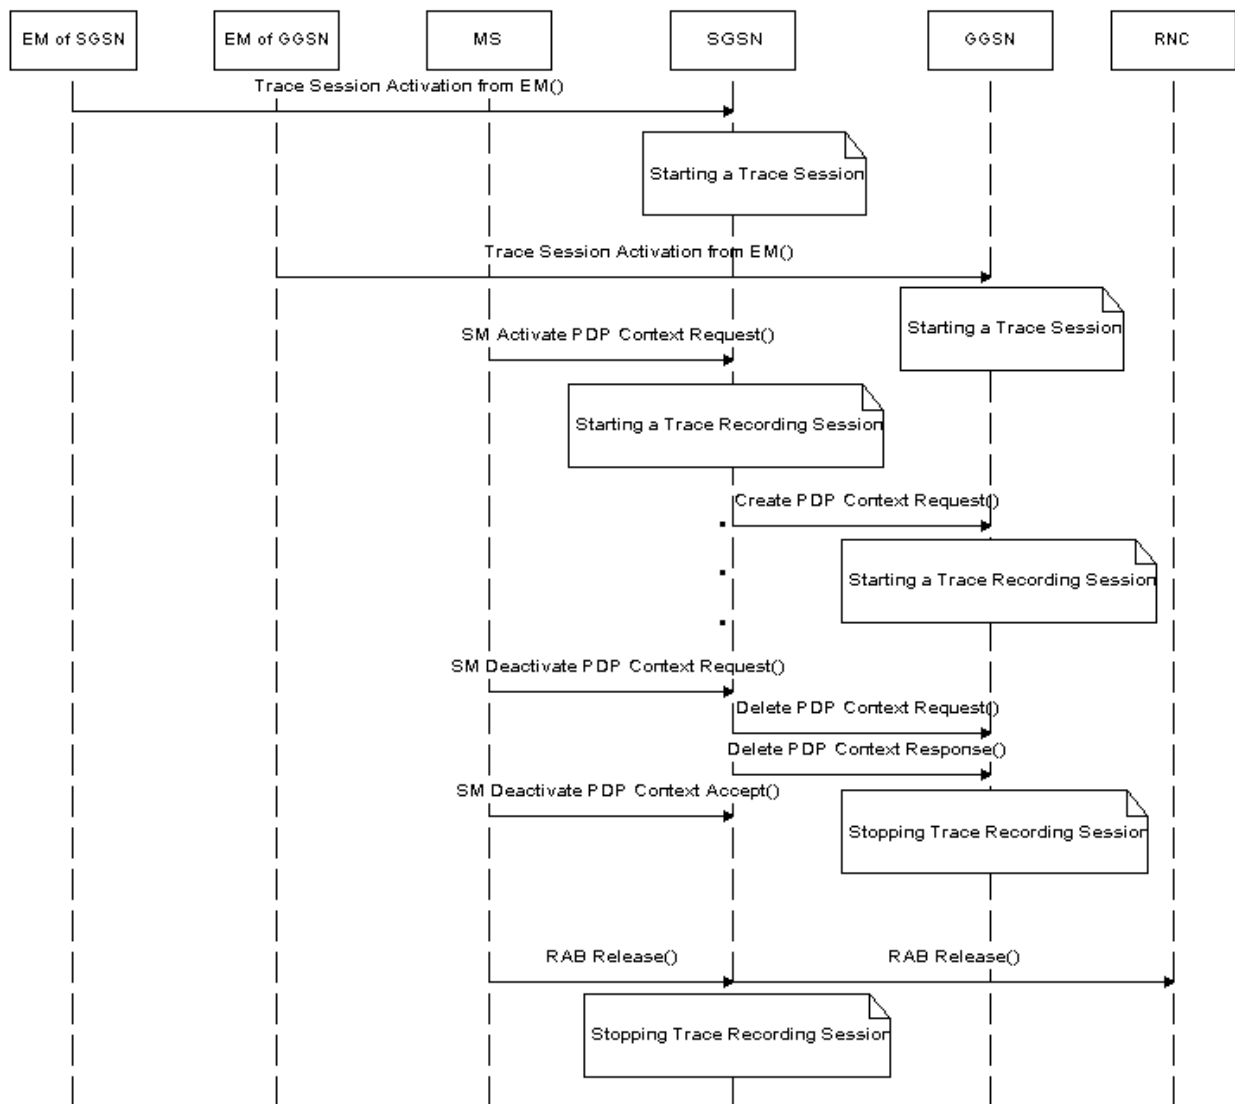 EM of SGSN
EM of GGSN
MS
SGSN
GGSN
RNC
Trace Session Activation from EM()
Starting a Trace Session
Trace Session Activation from EM()
Starting a Trace Session
SM Activate PDP Context Request()
Starting a Trace Recording Session
Create PDP Context Request()
Starting a Trace Recording Session
SM Deactivate PDP Context Request()
Delete PDP Context Request()
Delete PDP Context Response()
SM Deactivate PDP Context Accept()
Stopping Trace Recording Session
RAB Release()
RAB Release()
Stopping Trace Recording Session